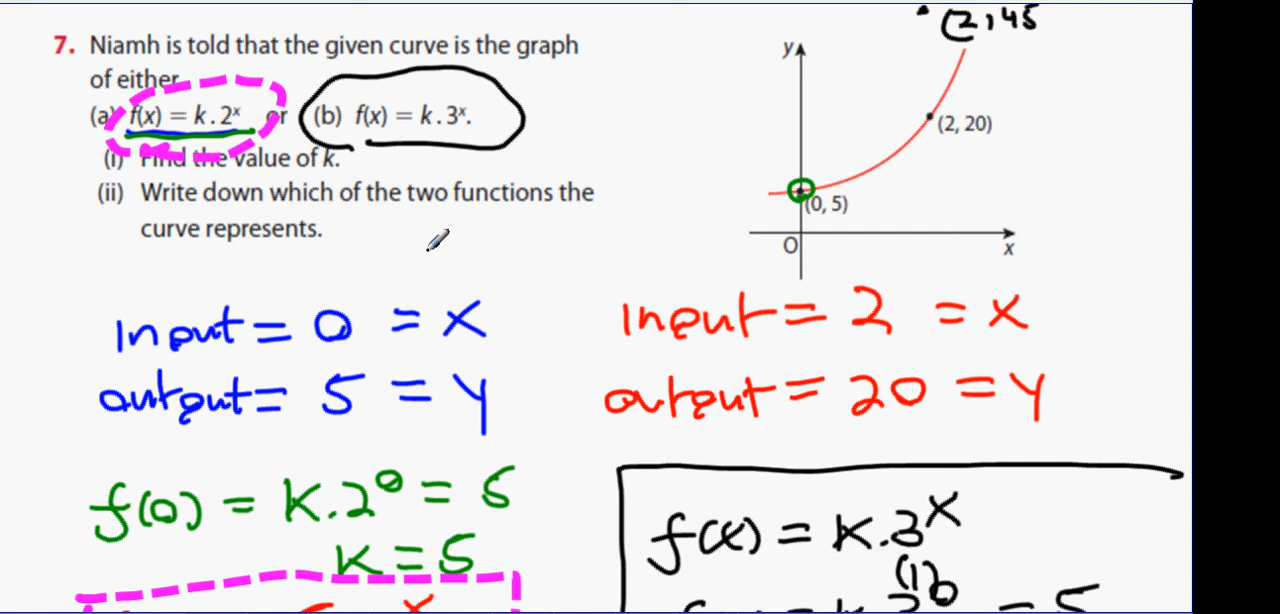 7. Niamh is told that the given curve is the graph
of either
(a) f(x) = k . 2ˣ or (b) f(x) = k . 3ˣ.
(i) Find the value of k.
(ii) Write down which of the two functions the
curve represents.
(2, 45
y
(2, 20)
(0, 5)
O
x
Input = 0 = x
output = 5 = y
Input = 2 = x
output = 20 = y
f(0) = K.2⁰ = 5
K = 5
f(x) = K.3ˣ
(1)
= 5